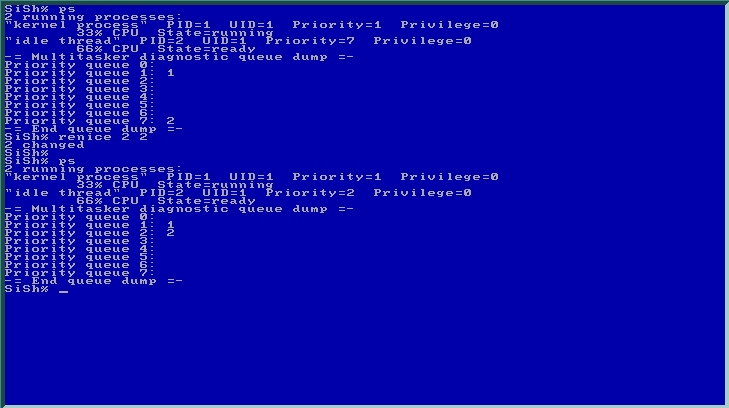 SiSh% ps
2 running processes:
"kernel process"  PID=1  UID=1  Priority=1  Privilege=0
        33% CPU  State=running
"idle thread"  PID=2  UID=1  Priority=7  Privilege=0
        66% CPU  State=ready
-= Multitasker diagnostic queue dump =-
Priority queue 0:
Priority queue 1: 1
Priority queue 2:
Priority queue 3:
Priority queue 4:
Priority queue 5:
Priority queue 6:
Priority queue 7: 2
-= End queue dump =-
SiSh% renice 2 2
2 changed
SiSh%
SiSh% ps
2 running processes:
"kernel process"  PID=1  UID=1  Priority=1  Privilege=0
        33% CPU  State=running
"idle thread"  PID=2  UID=1  Priority=2  Privilege=0
        66% CPU  State=ready
-= Multitasker diagnostic queue dump =-
Priority queue 0:
Priority queue 1: 1
Priority queue 2: 2
Priority queue 3:
Priority queue 4:
Priority queue 5:
Priority queue 6:
Priority queue 7:
-= End queue dump =-
SiSh% _